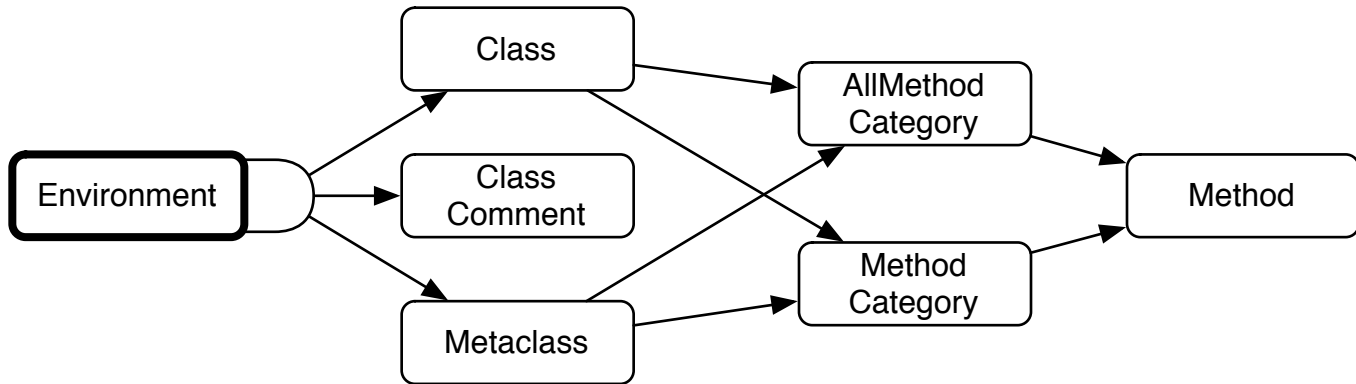 Environment
Class
Class
Comment
Metaclass
AllMethod
Category
Method
Category
Method